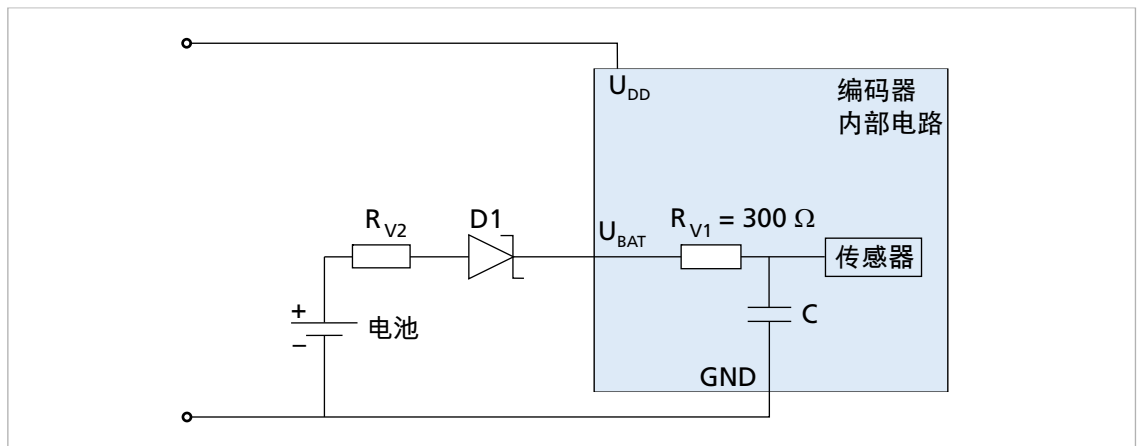 U_DD
编码器
内部电路
R_V2
D1
U_BAT
R_V1 = 300 Ω
传感器
+
电池
−
C
GND